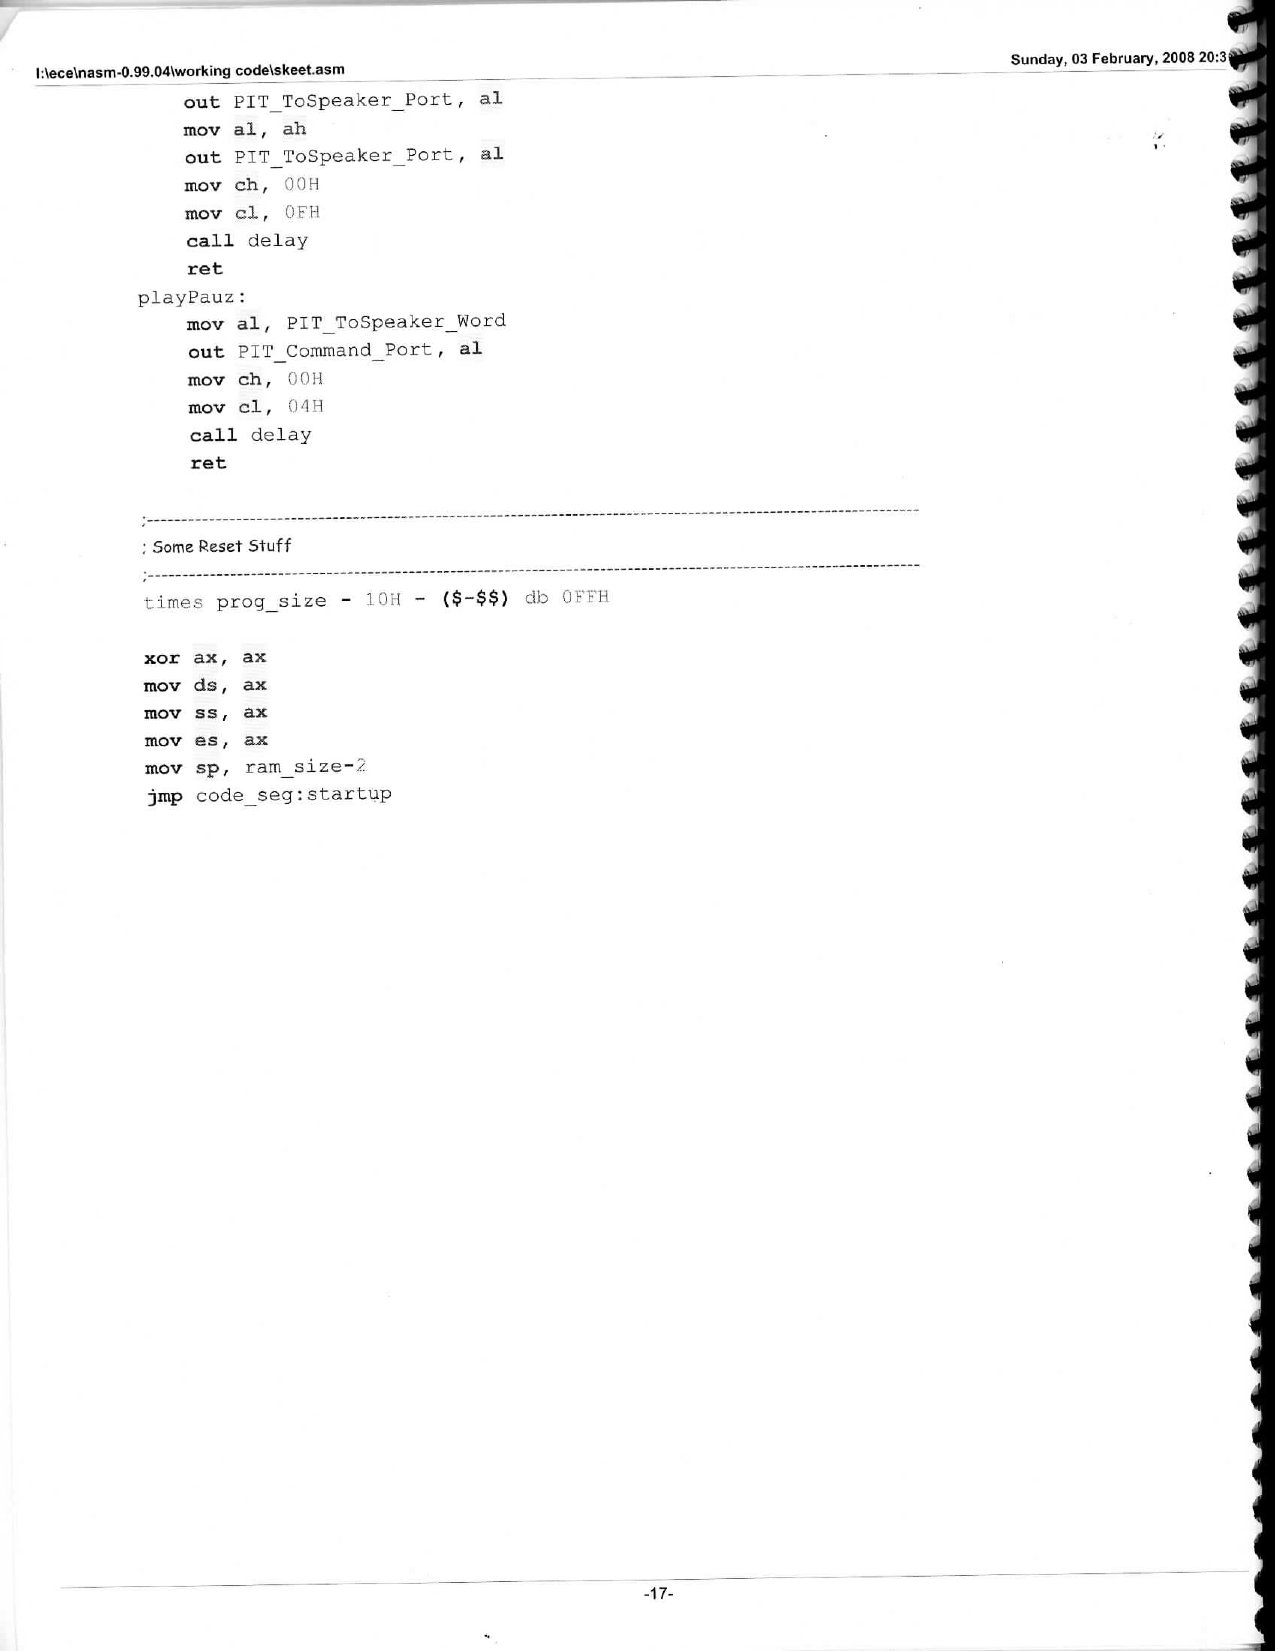 I:\ece\nasm-0.99.04\working code\skeet.asm
Sunday, 03 February, 2008 20:3
out PIT_ToSpeaker_Port, al
mov al, ah
out PIT_ToSpeaker_Port, al
mov ch, 00H
mov cl, 0FH
call delay
ret
playPauz:
mov al, PIT_ToSpeaker_Word
out PIT_Command_Port, al
mov ch, 00H
mov cl, 04H
call delay
ret
;----------------------------------------------------------------------------------------------------------------
; Some Reset Stuff
;----------------------------------------------------------------------------------------------------------------
times prog_size - 10H - ($-$$) db 0FFH
xor ax, ax
mov ds, ax
mov ss, ax
mov es, ax
mov sp, ram_size-2
jmp code_seg:startup
-17-